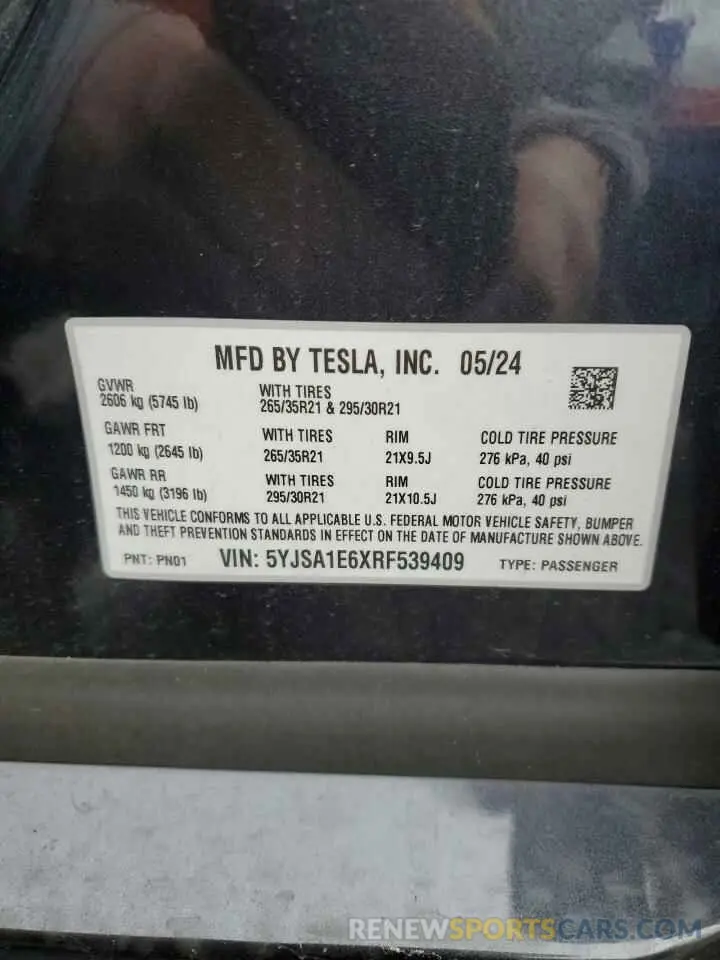 MFD BY TESLA, INC. 05/24
GVWR
2606 kg (5745 lb)
WITH TIRES
265/35R21 & 295/30R21
GAWR FRT
1200 kg (2645 lb)
WITH TIRES
265/35R21
RIM
21X9.5J
COLD TIRE PRESSURE
276 kPa, 40 psi
GAWR RR
1450 kg (3196 lb)
WITH TIRES
295/30R21
RIM
21X10.5J
COLD TIRE PRESSURE
276 kPa, 40 psi
THIS VEHICLE CONFORMS TO ALL APPLICABLE U.S. FEDERAL MOTOR VEHICLE SAFETY, BUMPER
AND THEFT PREVENTION STANDARDS IN EFFECT ON THE DATE OF MANUFACTURE SHOWN ABOVE.
PNT: PN01 VIN: 5YJSA1E6XRF539409 TYPE: PASSENGER
RENEWSPORTSCARS.COM